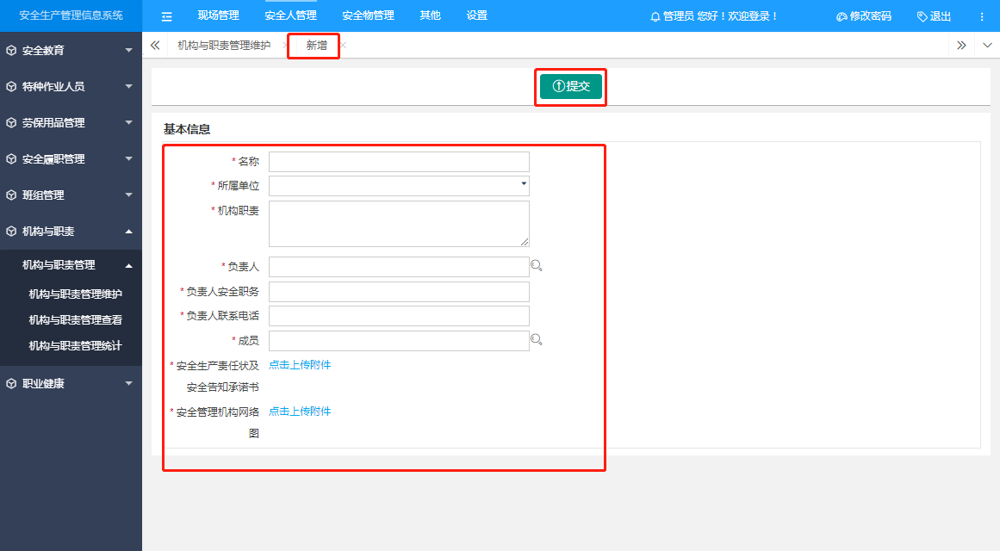 安全生产管理信息系统
现场管理 安全人管理 安全物管理 其他 设置
管理员 您好！欢迎登录！ 修改密码 退出
安全教育
特种作业人员
劳保用品管理
安全履职管理
班组管理
机构与职责
机构与职责管理
机构与职责管理维护
机构与职责管理查看
机构与职责管理统计
职业健康
机构与职责管理维护 新增
提交
基本信息
* 名称
* 所属单位
* 机构职责
* 负责人
* 负责人安全职务
* 负责人联系电话
* 成员
* 安全生产责任状及 点击上传附件
安全告知承诺书
* 安全管理机构网络 点击上传附件
图